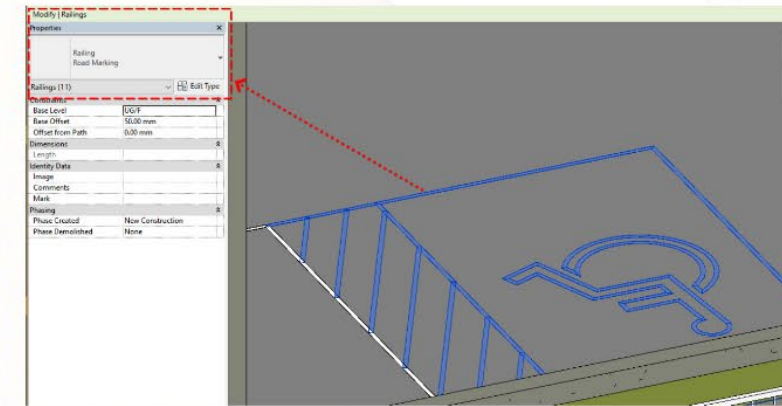 Modify | Railings
Properties
Railing
Road Marking
Railings (11)
Edit Type
Constraints
Base Level UG/F
Base Offset 50.00 mm
Offset from Path 0.00 mm
Dimensions
Length
Identity Data
Image
Comments
Mark
Phasing
Phase Created New Construction
Phase Demolished None